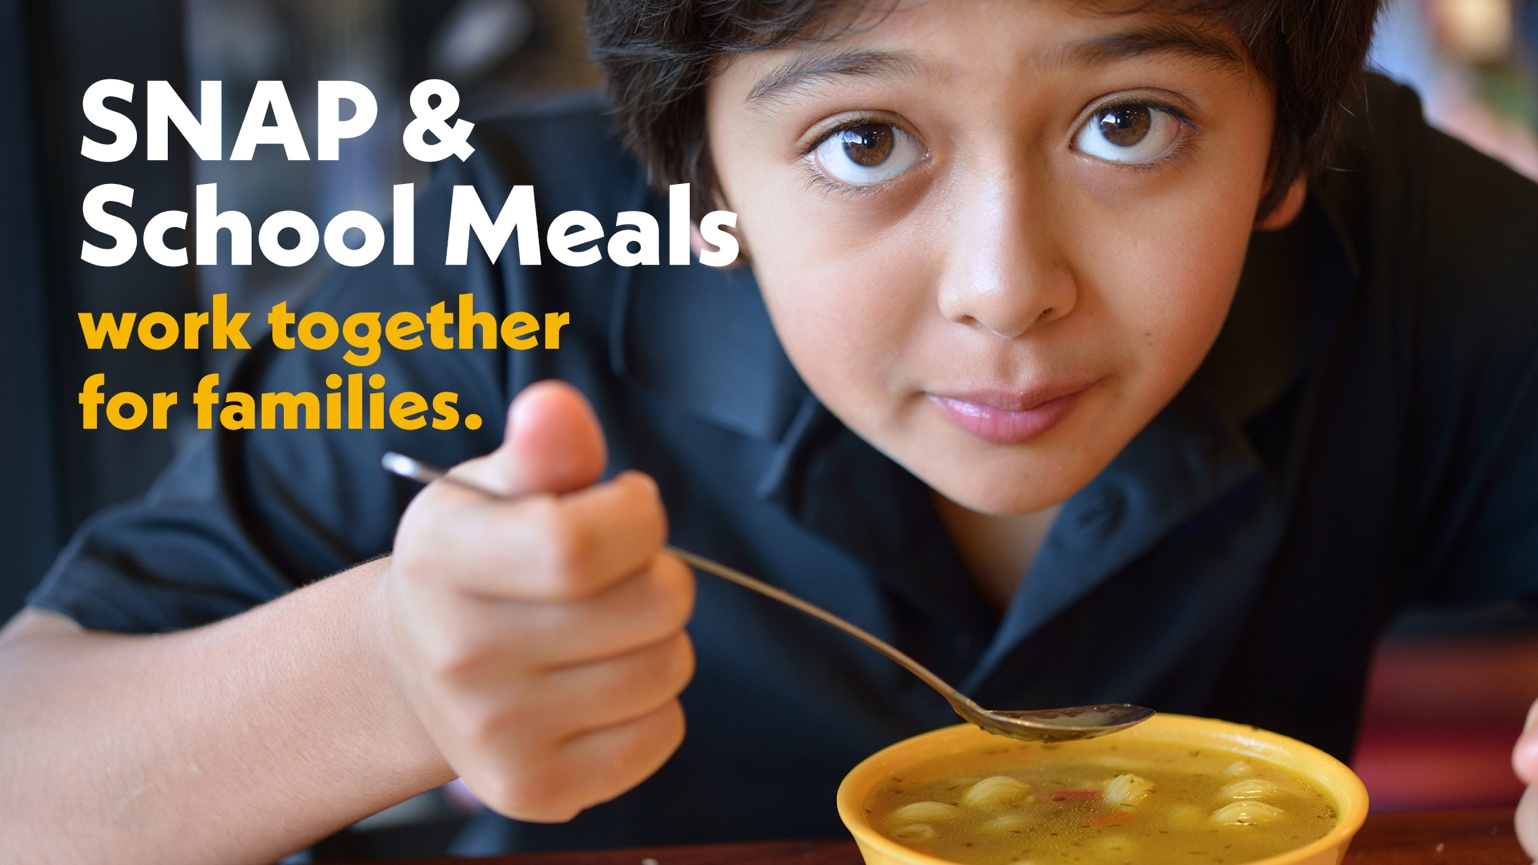 SNAP &
School Meals
work together
for families.